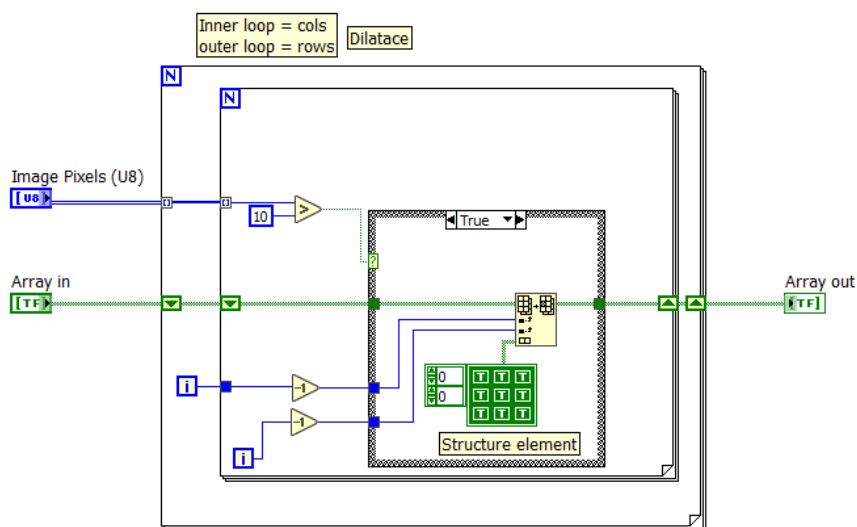 Inner loop = cols
outer loop = rows
Dilatace
N
N
Image Pixels (U8)
[U8]
10
>
True
?
Array in
[TF]
Array out
TF]
i
-1
0
0
T T T
T T T
T T T
-1
i
Structure element